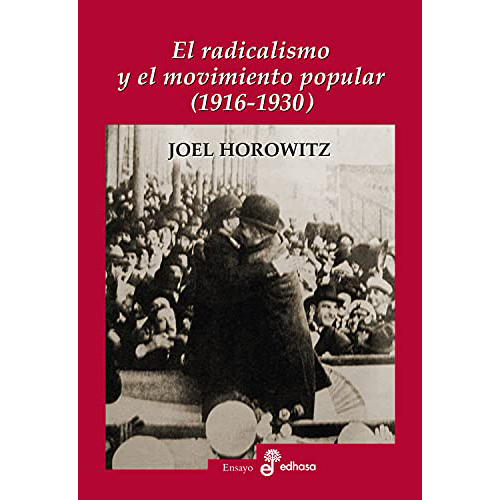 El radicalismo
y el movimiento popular
(1916-1930)
JOEL HOROWITZ
Ensayo edhasa